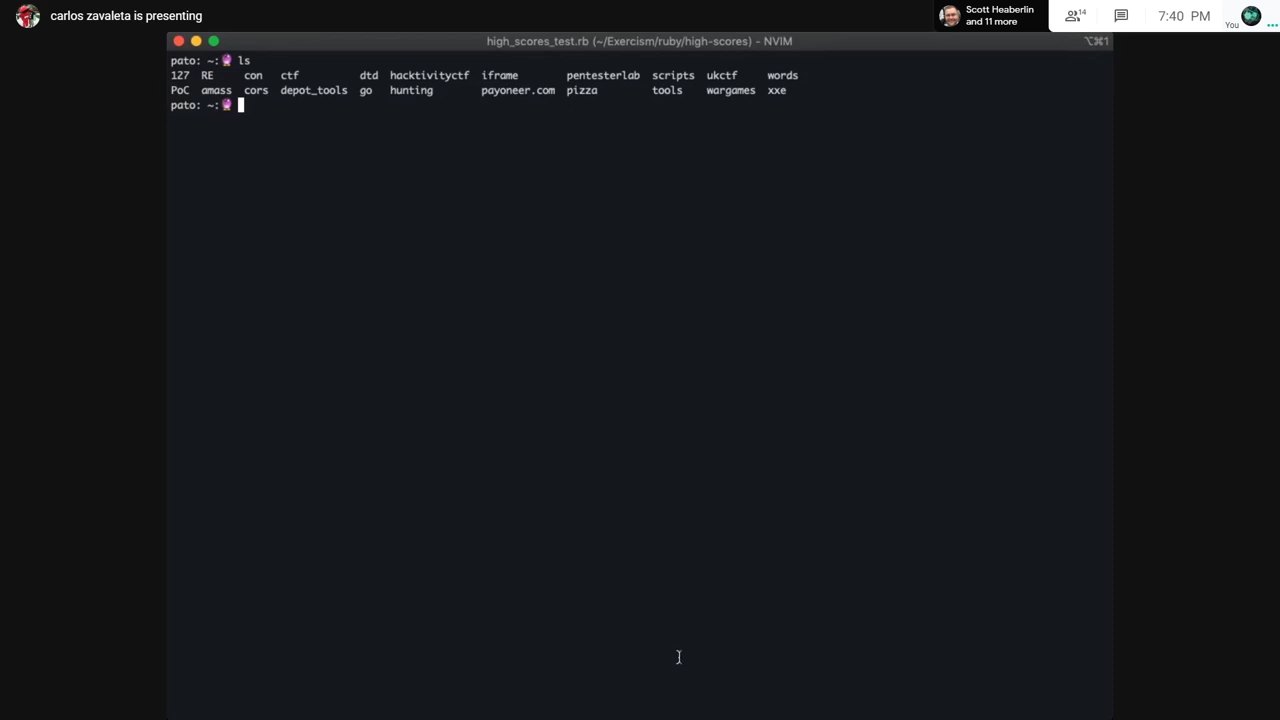 carlos zavaleta is presenting
Scott Heaberlin
and 11 more
14
7:40 PM
You
high_scores_test.rb (~/Exercism/ruby/high-scores) - NVIM
⌥⌘1
pato: ~:🔮 ls
127 RE con ctf dtd hacktivityctf iframe pentesterlab scripts ukctf words
PoC amass cors depot_tools go hunting payoneer.com pizza tools wargames xxe
pato: ~:🔮